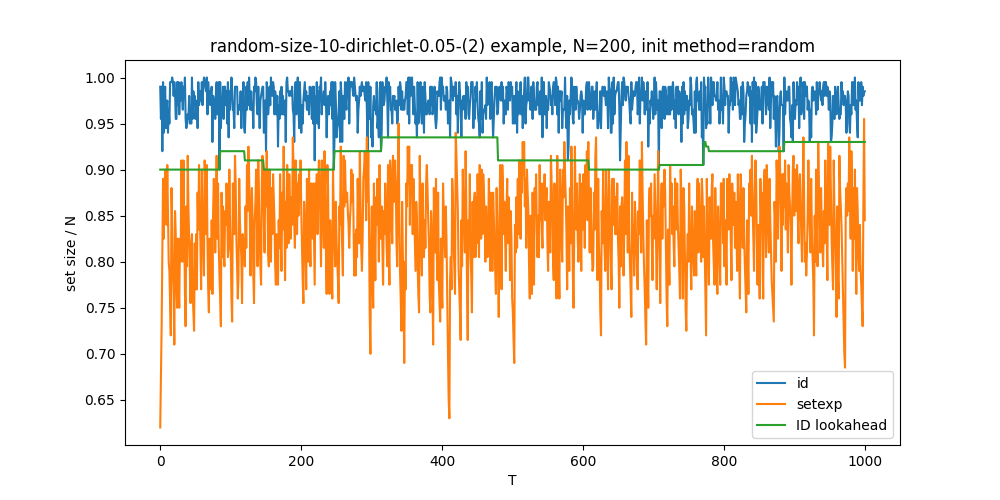 random-size-10-dirichlet-0.05-(2) example, N=200, init method=random
set size / N
1.00
0.95
0.90
0.85
0.80
0.75
0.70
0.65
0
200
400
600
800
1000
T
id
setexp
ID lookahead